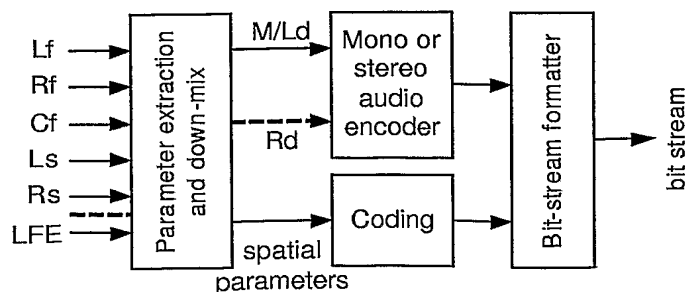 Lf
Rf
Cf
Ls
Rs
LFE
Parameter extraction
and down-mix
M/Ld
Rd
spatial
parameters
Mono or
stereo
audio
encoder
Coding
Bit-stream formatter
bit stream